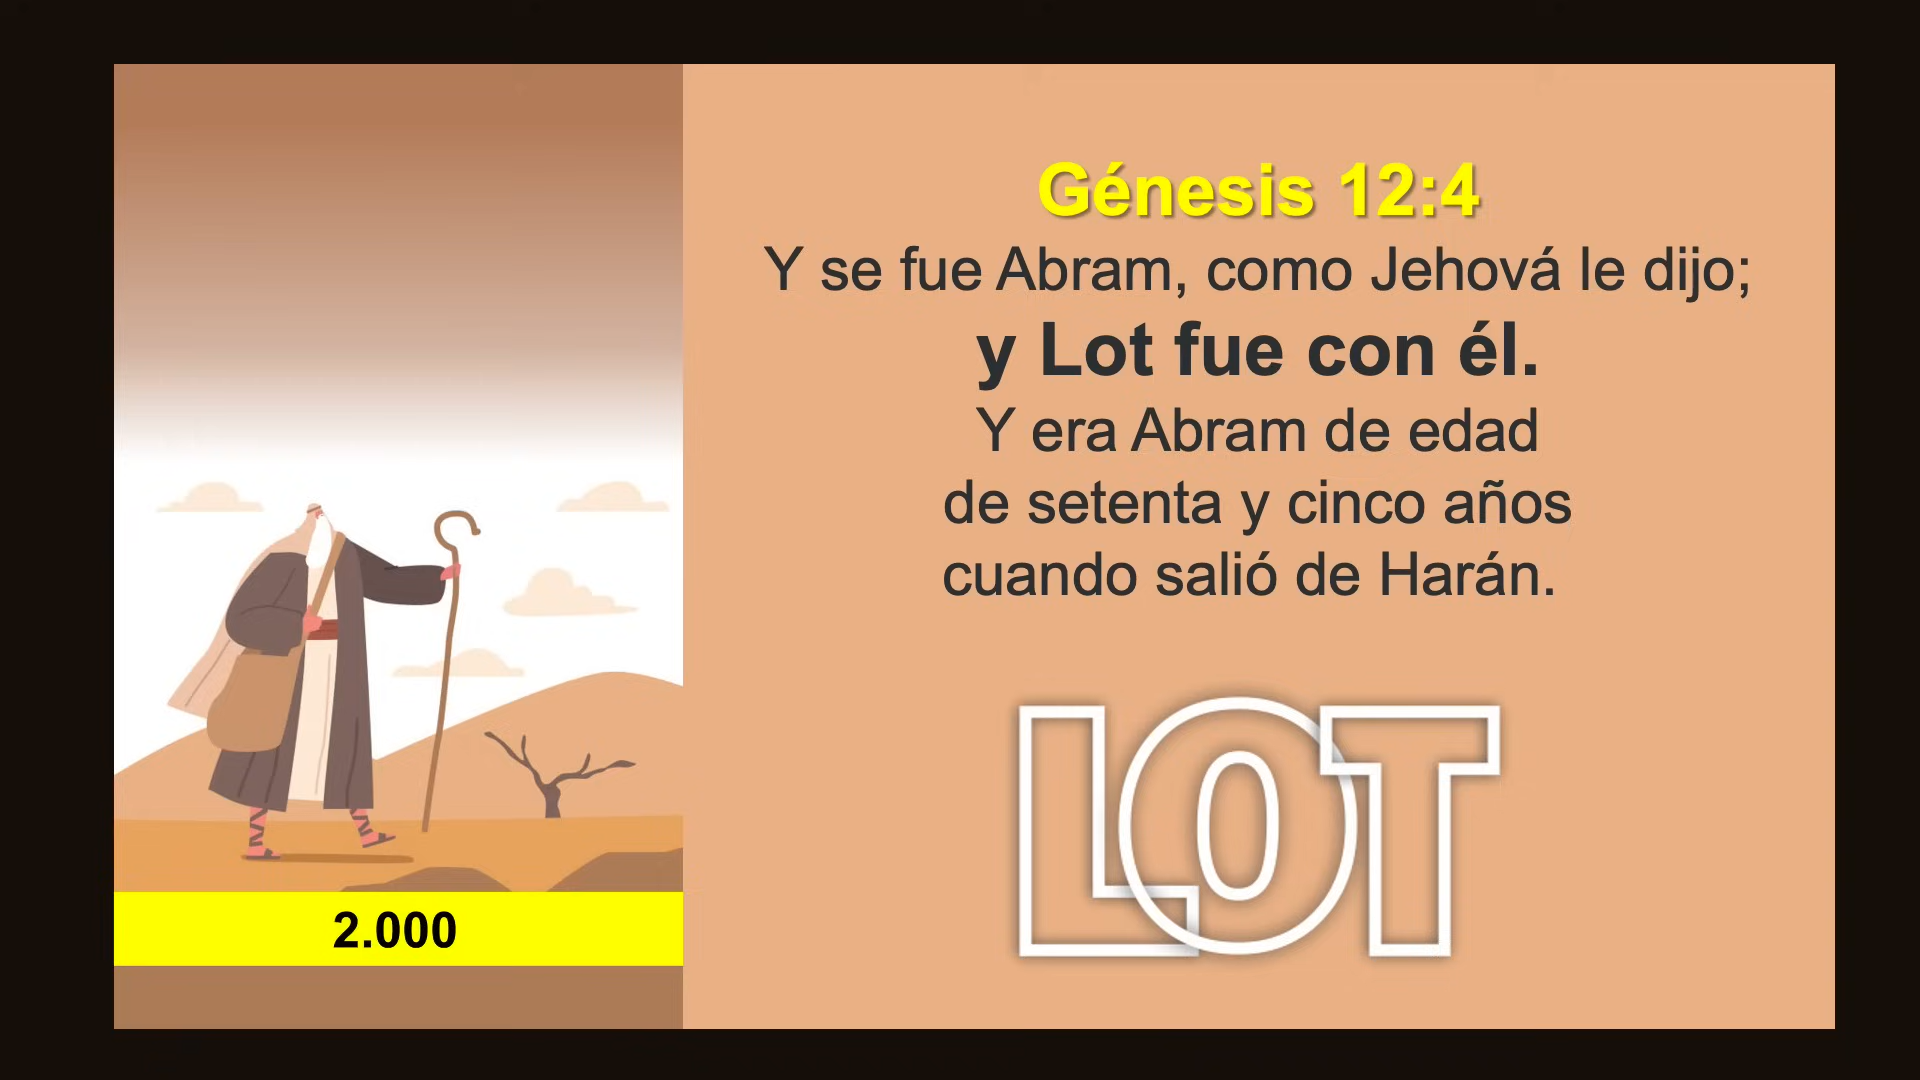 Génesis 12:4
Y se fue Abram, como Jehová le dijo;
y Lot fue con él.
Y era Abram de edad
de setenta y cinco años
cuando salió de Harán.
LOT
2.000